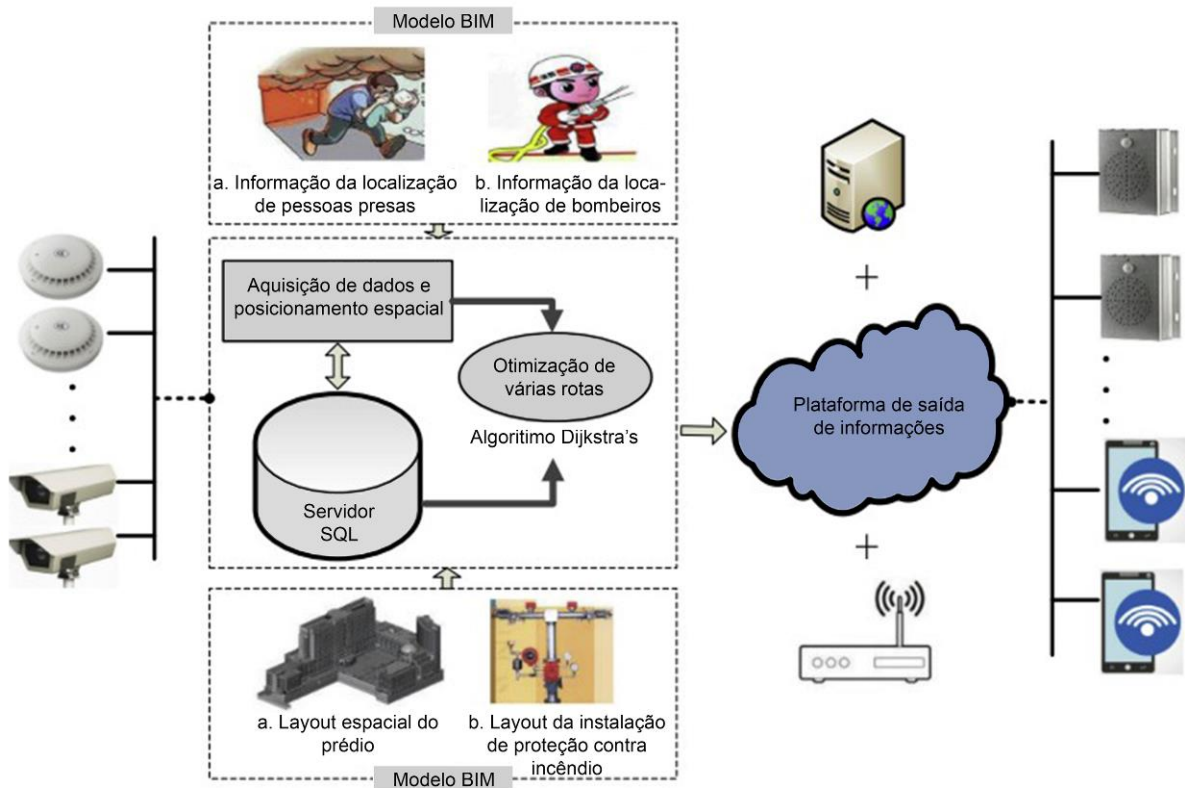 Modelo BIM
a. Informação da localização
de pessoas presas
b. Informação da loca-
lização de bombeiros
Aquisição de dados e
posicionamento espacial
Otimização de
várias rotas
Algoritimo Dijkstra's
Servidor
SQL
Plataforma de saída
de informações
a. Layout espacial do
prédio
b. Layout da instalação
de proteção contra
incêndio
Modelo BIM